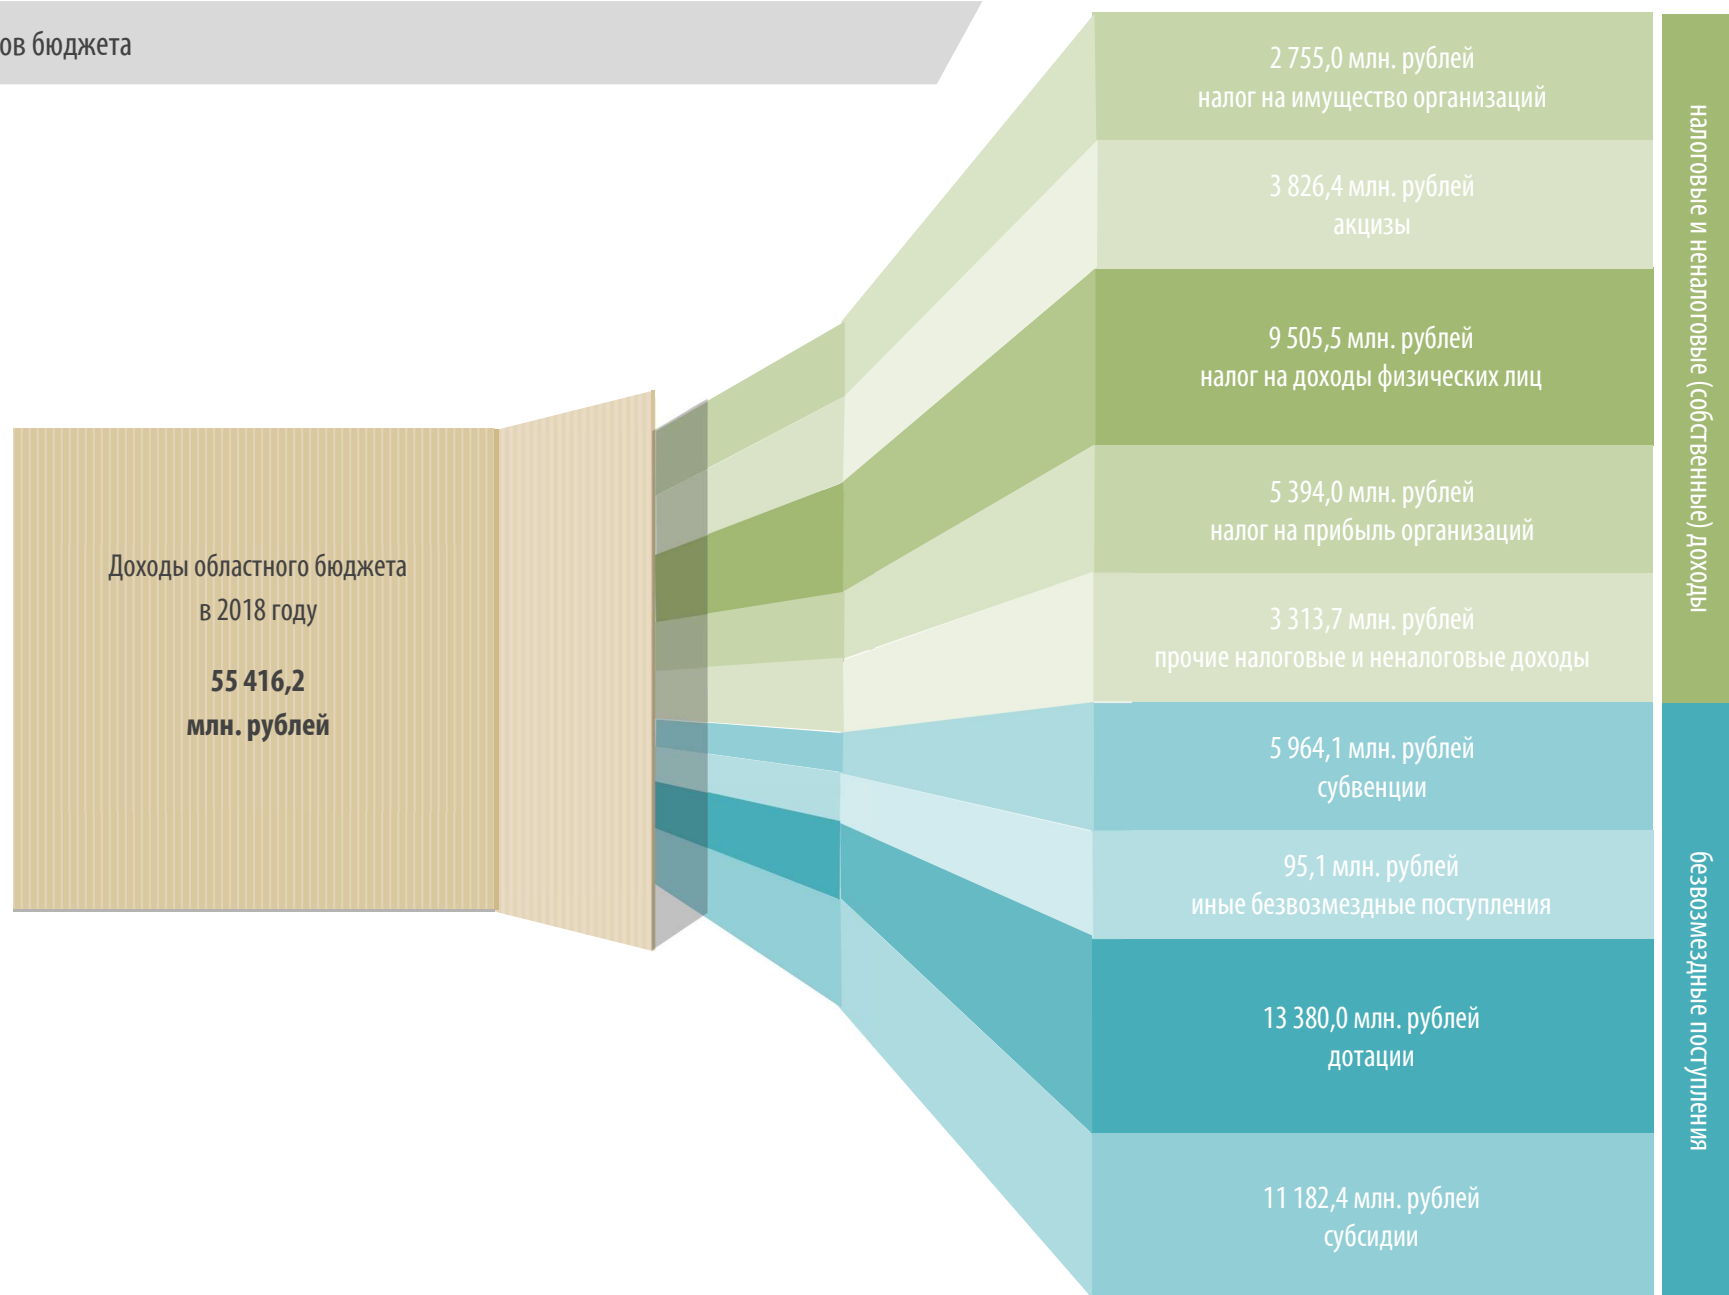 ов бюджета
Доходы областного бюджета
в 2018 году
55 416,2
млн. рублей
2 755,0 млн. рублей
налог на имущество организаций
3 826,4 млн. рублей
акцизы
9 505,5 млн. рублей
налог на доходы физических лиц
5 394,0 млн. рублей
налог на прибыль организаций
3 313,7 млн. рублей
прочие налоговые и неналоговые доходы
5 964,1 млн. рублей
субвенции
95,1 млн. рублей
иные безвозмездные поступления
13 380,0 млн. рублей
дотации
11 182,4 млн. рублей
субсидии
налоговые и неналоговые (собственные) доходы
безвозмездные поступления